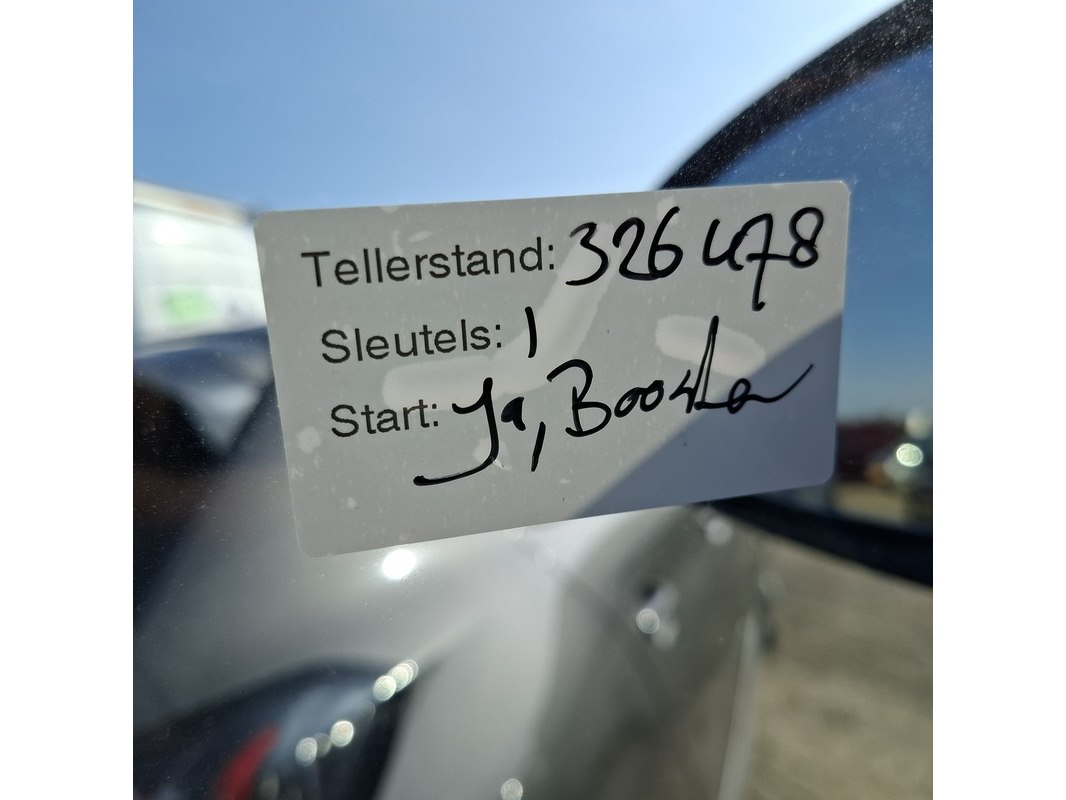 Tellerstand: 326478
Sleutels: 1
Start: Ja, Booster